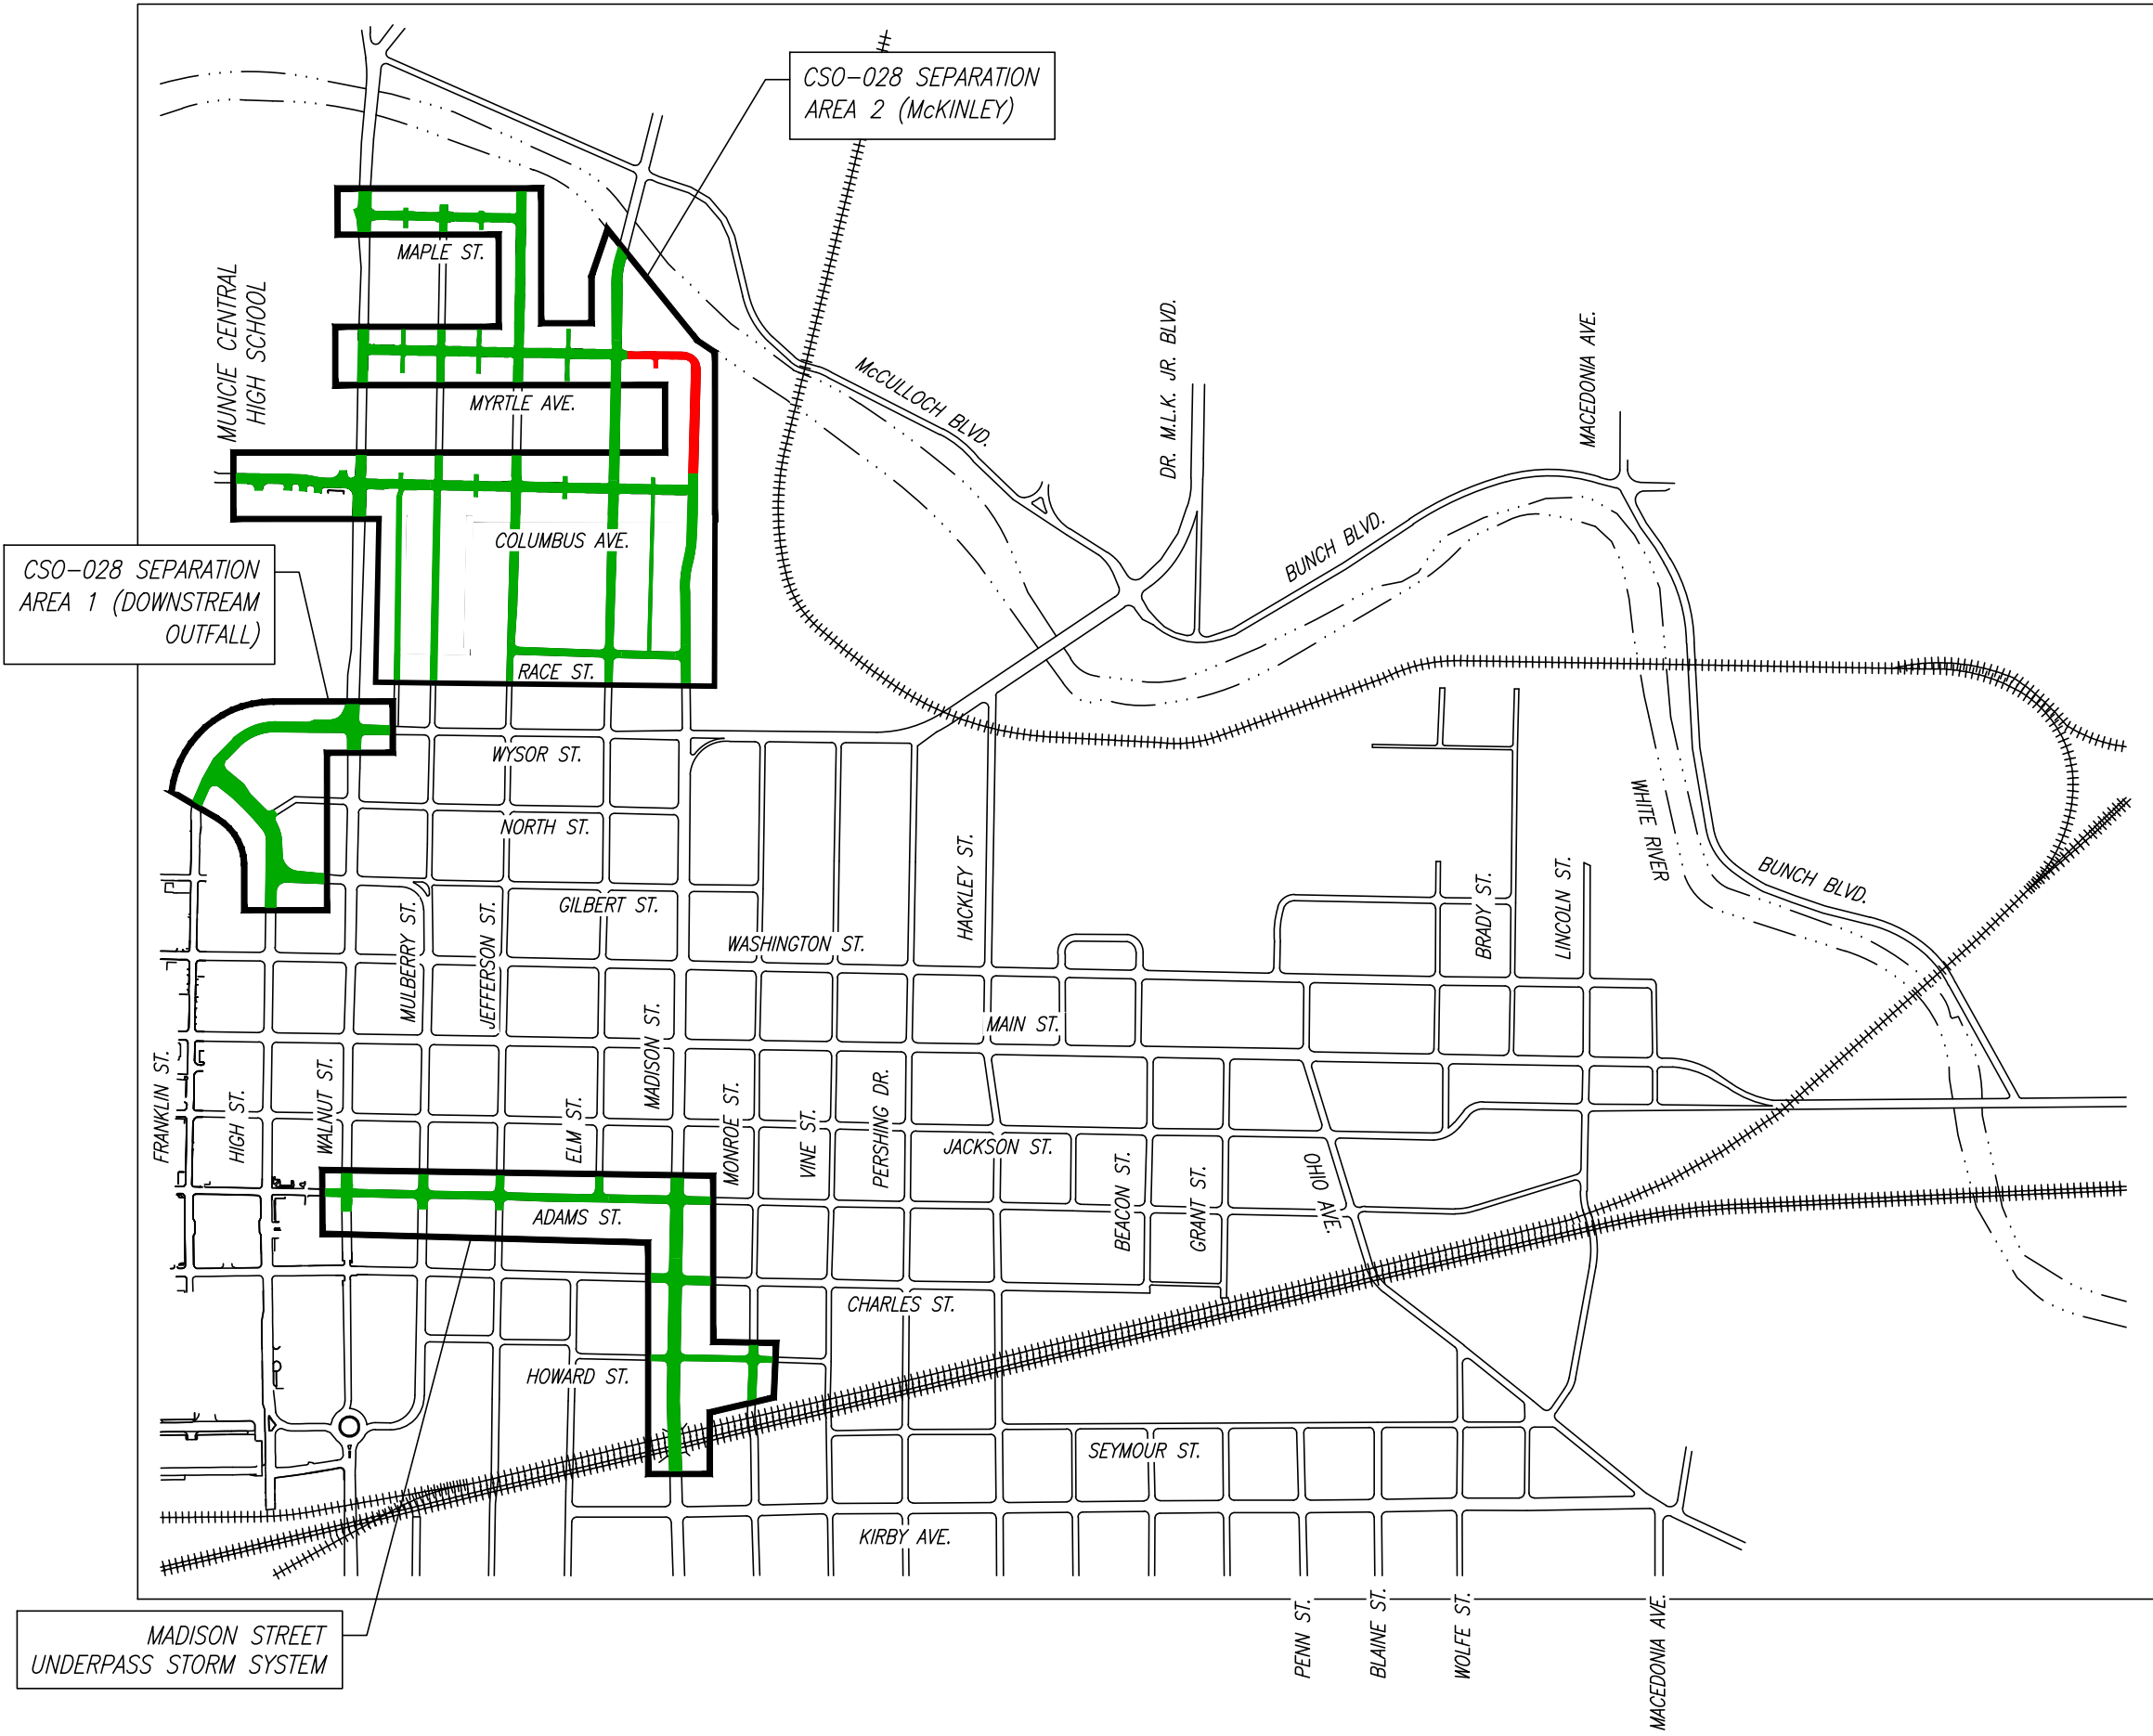 CSO-028 SEPARATION
AREA 2 (McKINLEY)
MAPLE ST.
MUNCIE CENTRAL
HIGH SCHOOL
MYRTLE AVE.
McCULLOCH BLVD.
DR. M.L.K. JR. BLVD.
MACEDONIA AVE.
COLUMBUS AVE.
BUNCH BLVD.
CSO-028 SEPARATION
AREA 1 (DOWNSTREAM
OUTFALL)
RACE ST.
WYSOR ST.
NORTH ST.
WHITE RIVER
HACKLEY ST.
BUNCH BLVD.
GILBERT ST.
MULBERRY ST.
JEFFERSON ST.
WASHINGTON ST.
BRADY ST.
LINCOLN ST.
MAIN ST.
MADISON ST.
FRANKLIN ST.
HIGH ST.
WALNUT ST.
ELM ST.
MONROE ST.
VINE ST.
PERSHING DR.
JACKSON ST.
BEACON ST.
GRANT ST.
OHIO AVE.
ADAMS ST.
CHARLES ST.
HOWARD ST.
SEYMOUR ST.
KIRBY AVE.
PENN ST.
BLAINE ST.
WOLFE ST.
MACEDONIA AVE.
MADISON STREET
UNDERPASS STORM SYSTEM